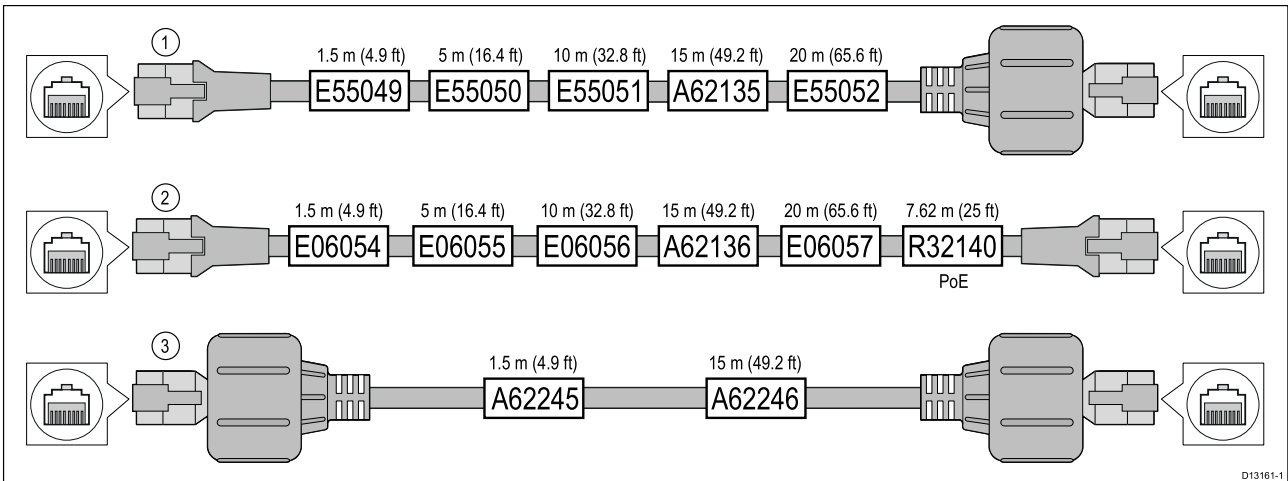 1
1.5 m (4.9 ft) 5 m (16.4 ft) 10 m (32.8 ft) 15 m (49.2 ft) 20 m (65.6 ft)
E55049 E55050 E55051 A62135 E55052
2
1.5 m (4.9 ft) 5 m (16.4 ft) 10 m (32.8 ft) 15 m (49.2 ft) 20 m (65.6 ft) 7.62 m (25 ft)
E06054 E06055 E06056 A62136 E06057 R32140
PoE
3
1.5 m (4.9 ft) 15 m (49.2 ft)
A62245 A62246
D13161-1